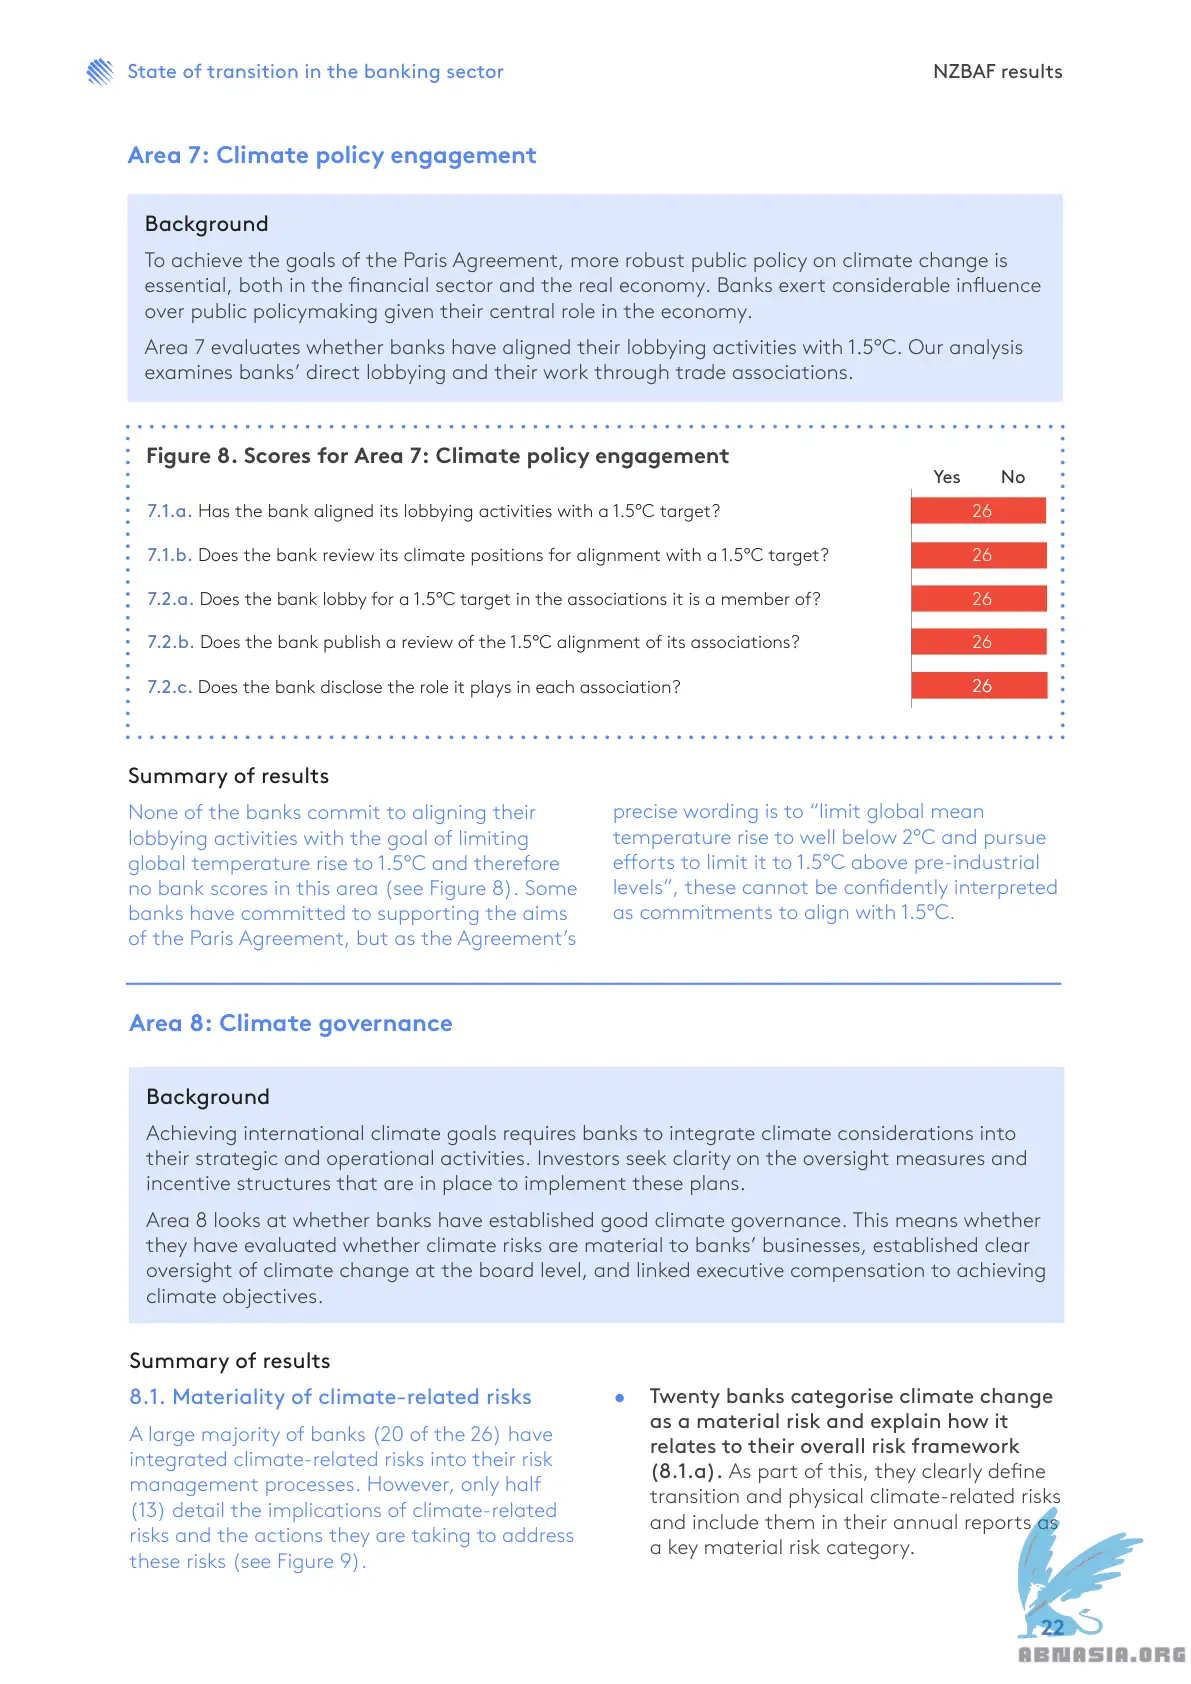 State of transition in the banking sector
NZBAF results
Area 7: Climate policy engagement
Background
To achieve the goals of the Paris Agreement, more robust public policy on climate change is
essential, both in the financial sector and the real economy. Banks exert considerable influence
over public policymaking given their central role in the economy.
Area 7 evaluates whether banks have aligned their lobbying activities with 1.5°C. Our analysis
examines banks’ direct lobbying and their work through trade associations.
Figure 8. Scores for Area 7: Climate policy engagement
Yes No
7.1.a. Has the bank aligned its lobbying activities with a 1.5°C target? 26
7.1.b. Does the bank review its climate positions for alignment with a 1.5°C target? 26
7.2.a. Does the bank lobby for a 1.5°C target in the associations it is a member of? 26
7.2.b. Does the bank publish a review of the 1.5°C alignment of its associations? 26
7.2.c. Does the bank disclose the role it plays in each association? 26
Summary of results
None of the banks commit to aligning their
lobbying activities with the goal of limiting
global temperature rise to 1.5°C and therefore
no bank scores in this area (see Figure 8). Some
banks have committed to supporting the aims
of the Paris Agreement, but as the Agreement’s
precise wording is to “limit global mean
temperature rise to well below 2°C and pursue
efforts to limit it to 1.5°C above pre-industrial
levels“, these cannot be confidently interpreted
as commitments to align with 1.5°C.
Area 8: Climate governance
Background
Achieving international climate goals requires banks to integrate climate considerations into
their strategic and operational activities. Investors seek clarity on the oversight measures and
incentive structures that are in place to implement these plans.
Area 8 looks at whether banks have established good climate governance. This means whether
they have evaluated whether climate risks are material to banks’ businesses, established clear
oversight of climate change at the board level, and linked executive compensation to achieving
climate objectives.
Summary of results
8.1. Materiality of climate-related risks
A large majority of banks (20 of the 26) have
integrated climate-related risks into their risk
management processes. However, only half
(13) detail the implications of climate-related
risks and the actions they are taking to address
these risks (see Figure 9).
• Twenty banks categorise climate change
as a material risk and explain how it
relates to their overall risk framework
(8.1.a). As part of this, they clearly define
transition and physical climate-related risks
and include them in their annual reports as
a key material risk category.
22
ABNASIA.ORG